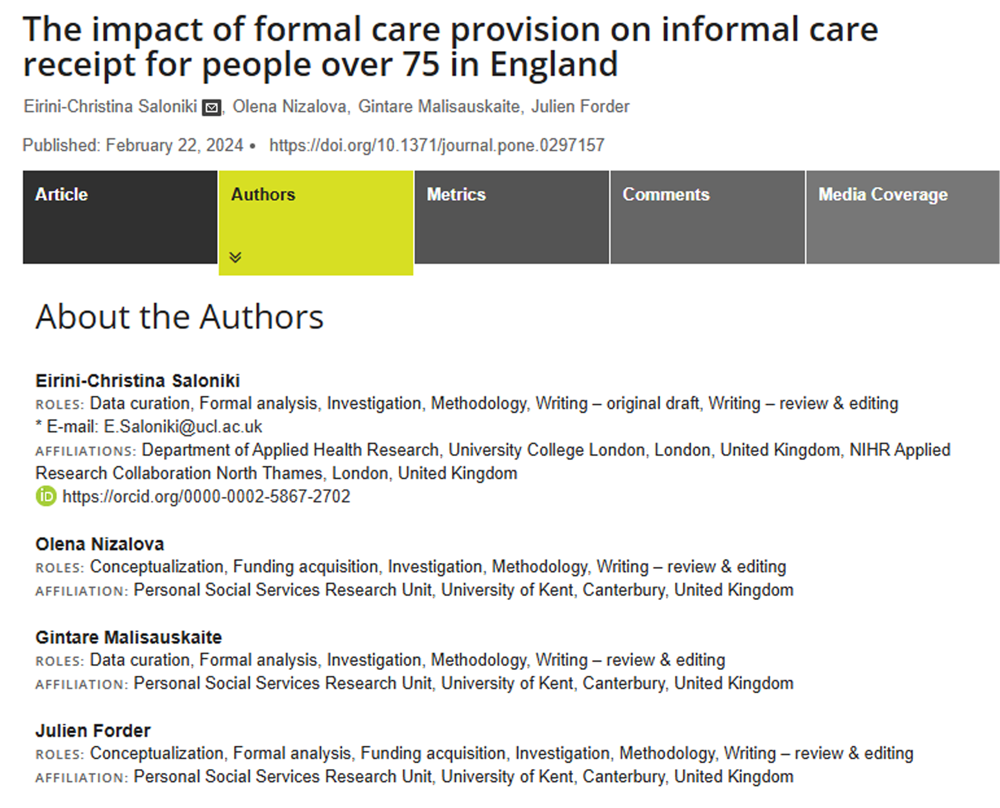 The impact of formal care provision on informal care
receipt for people over 75 in England
Eirini-Christina Saloniki , Olena Nizalova, Gintare Malisauskaite, Julien Forder
Published: February 22, 2024 • https://doi.org/10.1371/journal.pone.0297157
Article
Authors
Metrics
Comments
Media Coverage
About the Authors
Eirini-Christina Saloniki
ROLES: Data curation, Formal analysis, Investigation, Methodology, Writing – original draft, Writing – review & editing
* E-mail: E.Saloniki@ucl.ac.uk
AFFILIATIONS: Department of Applied Health Research, University College London, London, United Kingdom, NIHR Applied
Research Collaboration North Thames, London, United Kingdom
iD https://orcid.org/0000-0002-5867-2702
Olena Nizalova
ROLES: Conceptualization, Funding acquisition, Investigation, Methodology, Writing – review & editing
AFFILIATION: Personal Social Services Research Unit, University of Kent, Canterbury, United Kingdom
Gintare Malisauskaite
ROLES: Data curation, Formal analysis, Investigation, Methodology, Writing – review & editing
AFFILIATION: Personal Social Services Research Unit, University of Kent, Canterbury, United Kingdom
Julien Forder
ROLES: Conceptualization, Formal analysis, Funding acquisition, Investigation, Methodology, Writing – review & editing
AFFILIATION: Personal Social Services Research Unit, University of Kent, Canterbury, United Kingdom